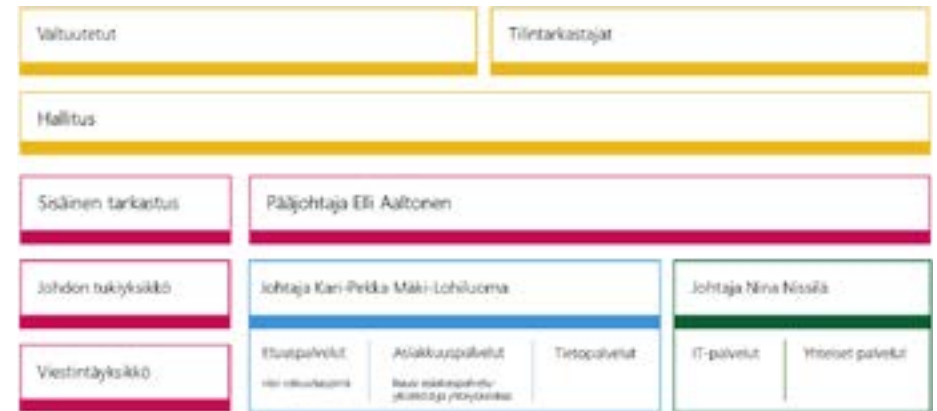 Valtuutetut
Tilintarkastajat
Hallitus
Sisäinen tarkastus
Pääjohtaja Elli Aaltonen
Johdon tukiyksikkö
Johtaja Kari-Pekka Mäki-Lohiluoma
Johtaja Nina Nissilä
Viestintäyksikkö
Etuuspalvelut
Asiakkuuspalvelut
Tietopalvelut
IT-palvelut
Yhteiset palvelut